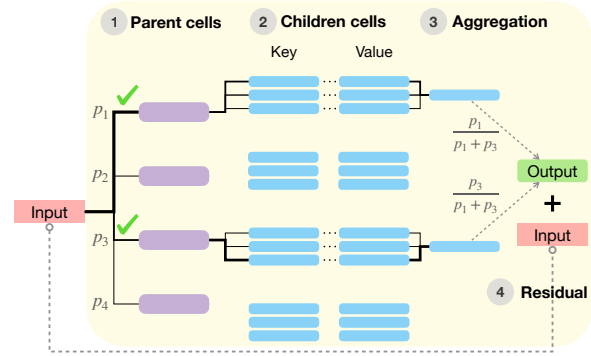 1 Parent cells
2 Children cells
3 Aggregation
Key
Value
p₁
p₂
p₃
p₄
Input
p₁
p₁ + p₃
p₃
p₁ + p₃
Output
+
Input
4 Residual